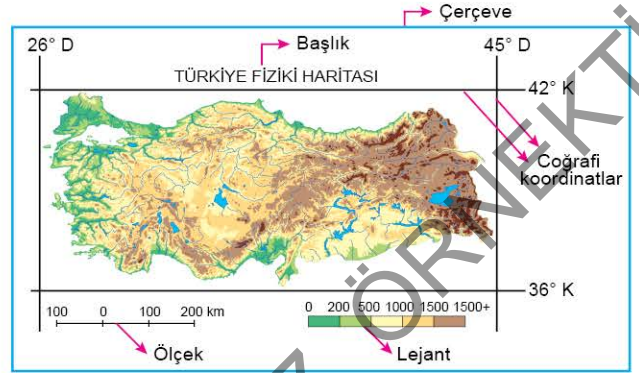 Çerçeve
26° D
Başlık
45° D
TÜRKİYE FİZİKİ HARİTASI
42° K
Coğrafi
koordinatlar
36° K
100 0 100 200 km
0 200 500 1000 1500 1500+
Ölçek
Lejant
Z ÖRNEKTİ